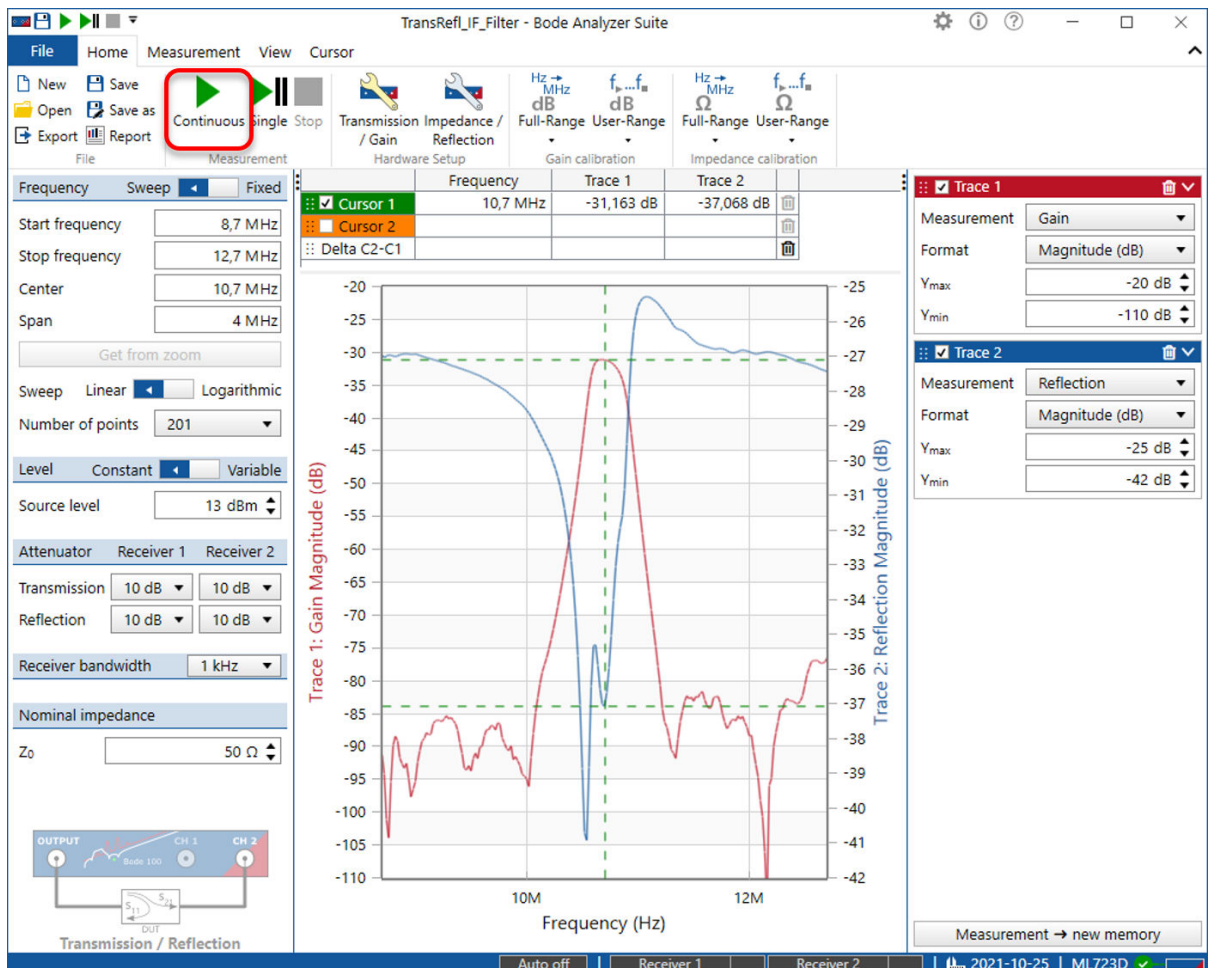 TransRefl_IF_Filter - Bode Analyzer Suite
File Home Measurement View Cursor
New Save
Open Save as
Export Report
File
Continuous Single Stop
Measurement
Transmission / Gain
Impedance / Reflection
Hardware Setup
Hz → MHz dB Full-Range
f▶…f■ dB User-Range
Gain calibration
Hz → MHz Ω Full-Range
f▶…f■ Ω User-Range
Impedance calibration
Frequency Sweep Fixed
Start frequency 8,7 MHz
Stop frequency 12,7 MHz
Center 10,7 MHz
Span 4 MHz
Get from zoom
Sweep Linear Logarithmic
Number of points 201
Level Constant Variable
Source level 13 dBm
Attenuator Receiver 1 Receiver 2
Transmission 10 dB 10 dB
Reflection 10 dB 10 dB
Receiver bandwidth 1 kHz
Nominal impedance
Z0 50 Ω
OUTPUT CH 1 CH 2
Bode 100
S11 S21
DUT
Transmission / Reflection
Frequency Trace 1 Trace 2
Cursor 1 10,7 MHz -31,163 dB -37,068 dB
Cursor 2
Delta C2-C1
Trace 1: Gain Magnitude (dB)
-20
-25
-30
-35
-40
-45
-50
-55
-60
-65
-70
-75
-80
-85
-90
-95
-100
-105
-110
-25
-26
-27
-28
-29
-30
-31
-32
-33
-34
-35
-36
-37
-38
-39
-40
-41
-42
Trace 2: Reflection Magnitude (dB)
10M 12M
Frequency (Hz)
Trace 1
Measurement Gain
Format Magnitude (dB)
Ymax -20 dB
Ymin -110 dB
Trace 2
Measurement Reflection
Format Magnitude (dB)
Ymax -25 dB
Ymin -42 dB
Measurement → new memory
Auto off Receiver 1 Receiver 2 2021-10-25 ML723D